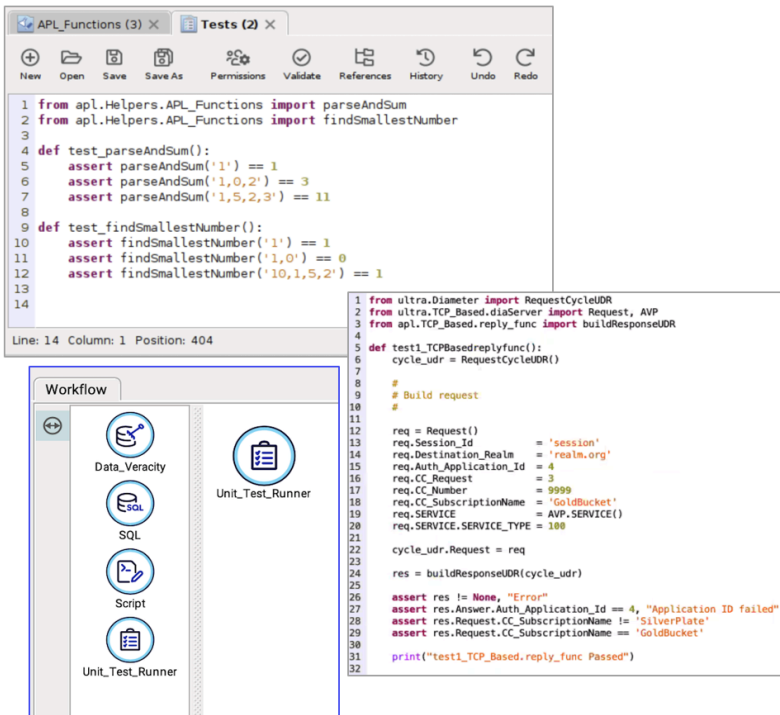 APL_Functions (3) Tests (2)
New Open Save Save As Permissions Validate References History Undo Redo
1 from apl.Helpers.APL_Functions import parseAndSum
2 from apl.Helpers.APL_Functions import findSmallestNumber
3
4 def test_parseAndSum():
5     assert parseAndSum('1') == 1
6     assert parseAndSum('1,0,2') == 3
7     assert parseAndSum('1,5,2,3') == 11
8
9 def test_findSmallestNumber():
10     assert findSmallestNumber('1') == 1
11     assert findSmallestNumber('1,0') == 0
12     assert findSmallestNumber('10,1,5,2') == 1
13
14
Line: 14 Column: 1 Position: 404
1 from ultra.Diameter import RequestCycleUDR
2 from ultra.TCP_Based.diaServer import Request, AVP
3 from apl.TCP_Based.reply_func import buildResponseUDR
4
5 def test1_TCPBasedreplyfunc():
6     cycle_udr = RequestCycleUDR()
7
8     #
9     # Build request
10     #
11
12     req = Request()
13     req.Session_Id = 'session'
14     req.Destination_Realm = 'realm.org'
15     req.Auth_Application_Id = 4
16     req.CC_Request = 3
17     req.CC_Number = 9999
18     req.CC_SubscriptionName = 'GoldBucket'
19     req.SERVICE = AVP.SERVICE()
20     req.SERVICE.SERVICE_TYPE = 100
21
22     cycle_udr.Request = req
23
24     res = buildResponseUDR(cycle_udr)
25
26     assert res != None, "Error"
27     assert res.Answer.Auth_Application_Id == 4, "Application ID failed"
28     assert res.Request.CC_SubscriptionName != 'SilverPlate'
29     assert res.Request.CC_SubscriptionName == 'GoldBucket'
30
31     print("test1_TCP_Based.reply_func Passed")
32
Workflow
Data_Veracity
SQL
SQL
Script
Unit_Test_Runner
Unit_Test_Runner